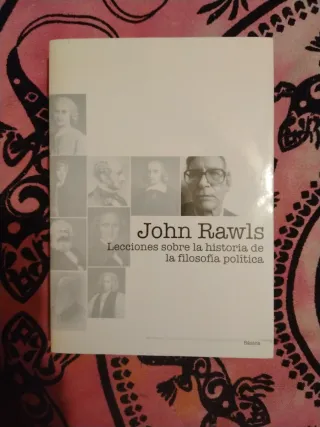 John Rawls
Lecciones sobre la historia de
la filosofía política